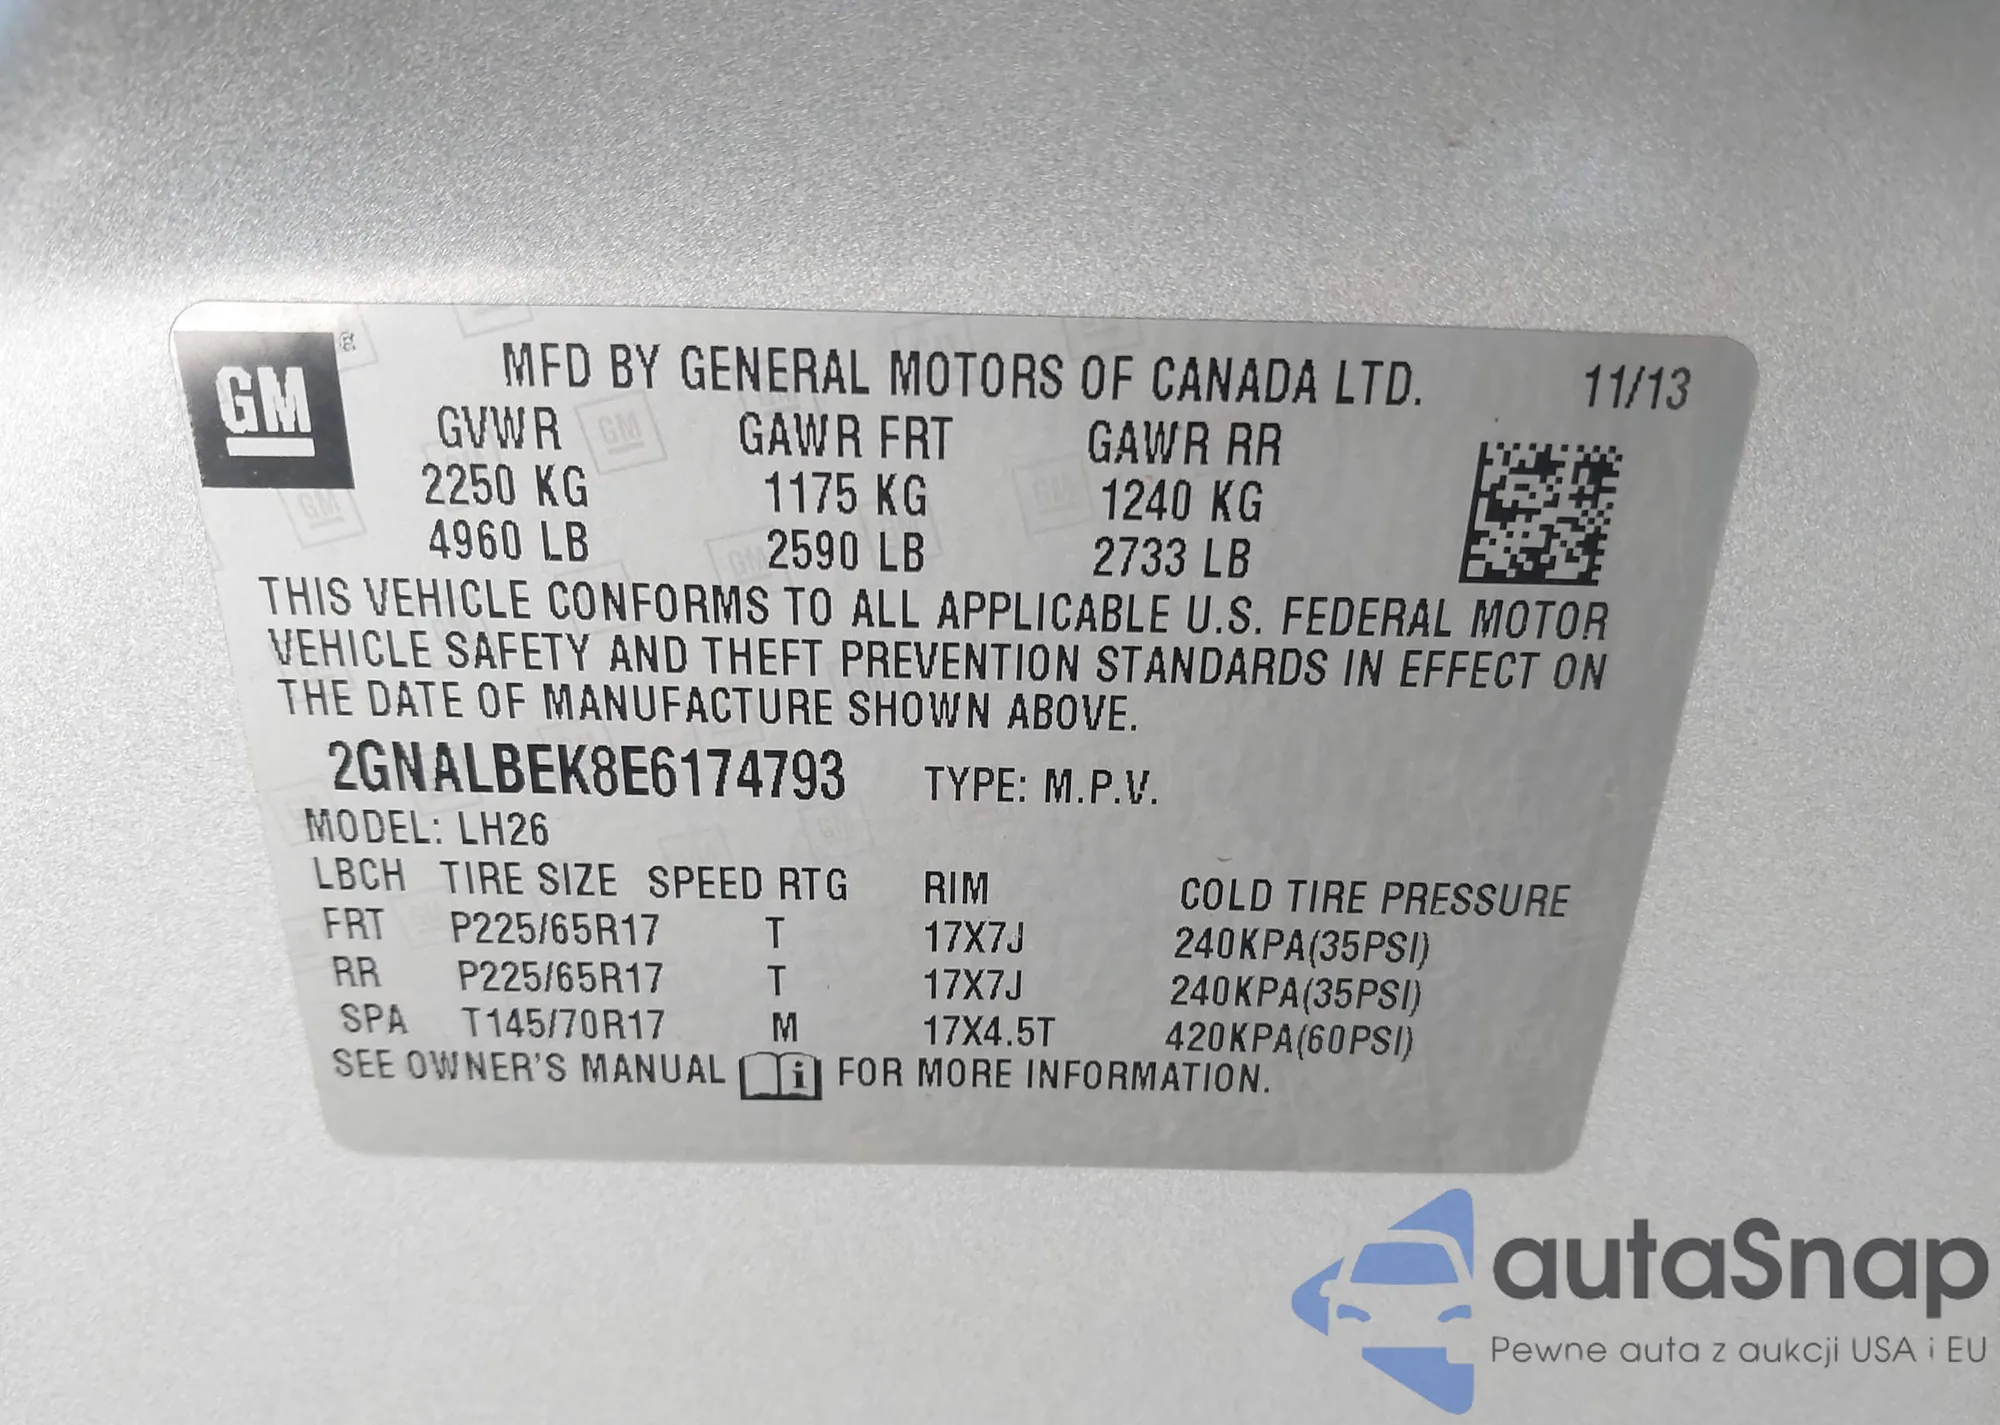 GM
MFD BY GENERAL MOTORS OF CANADA LTD. 11/13
GVWR GAWR FRT GAWR RR
2250 KG 1175 KG 1240 KG
4960 LB 2590 LB 2733 LB
THIS VEHICLE CONFORMS TO ALL APPLICABLE U.S. FEDERAL MOTOR
VEHICLE SAFETY AND THEFT PREVENTION STANDARDS IN EFFECT ON
THE DATE OF MANUFACTURE SHOWN ABOVE.
2GNALBEK8E6174793 TYPE: M.P.V.
MODEL: LH26
LBCH TIRE SIZE SPEED RTG RIM COLD TIRE PRESSURE
FRT P225/65R17 T 17X7J 240KPA(35PSI)
RR P225/65R17 T 17X7J 240KPA(35PSI)
SPA T145/70R17 M 17X4.5T 420KPA(60PSI)
SEE OWNER'S MANUAL i FOR MORE INFORMATION.
autaSnap
Pewne auta z aukcji USA i EU